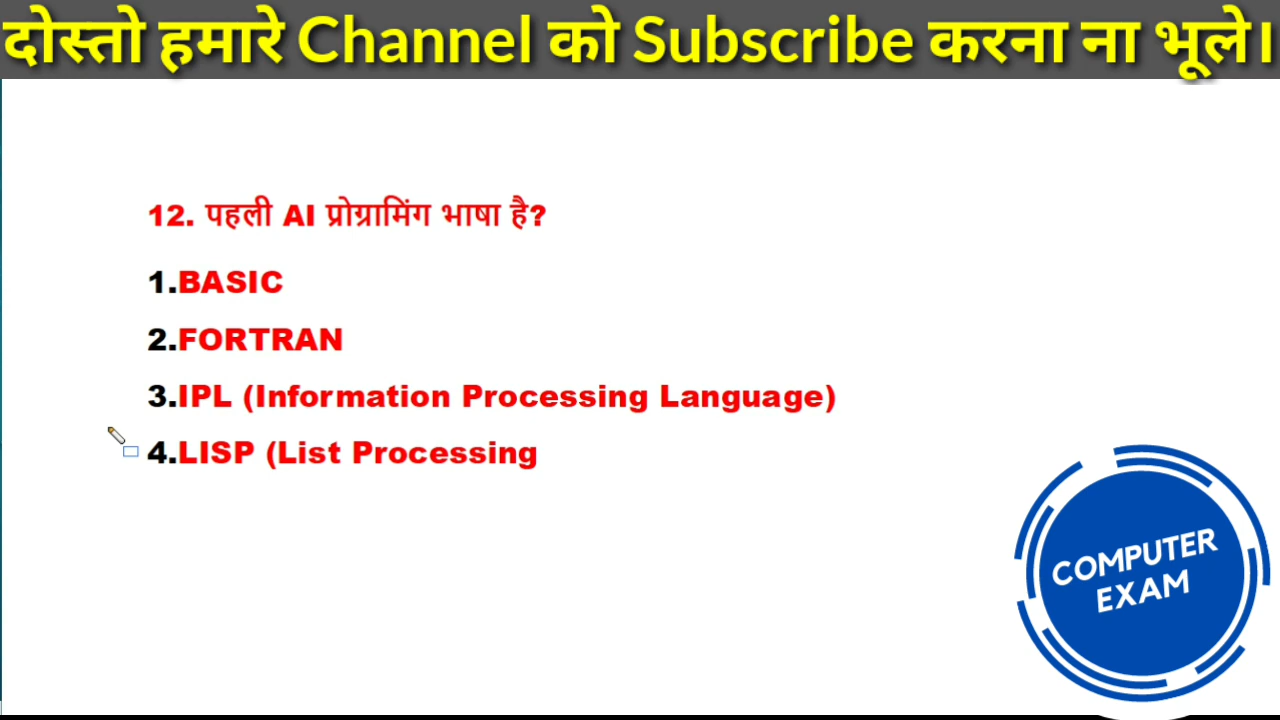 दोस्तो हमारे Channel को Subscribe करना ना भूले।
12. पहली AI प्रोग्रामिंग भाषा है?
1.BASIC
2.FORTRAN
3.IPL (Information Processing Language)
4.LISP (List Processing
COMPUTER
EXAM